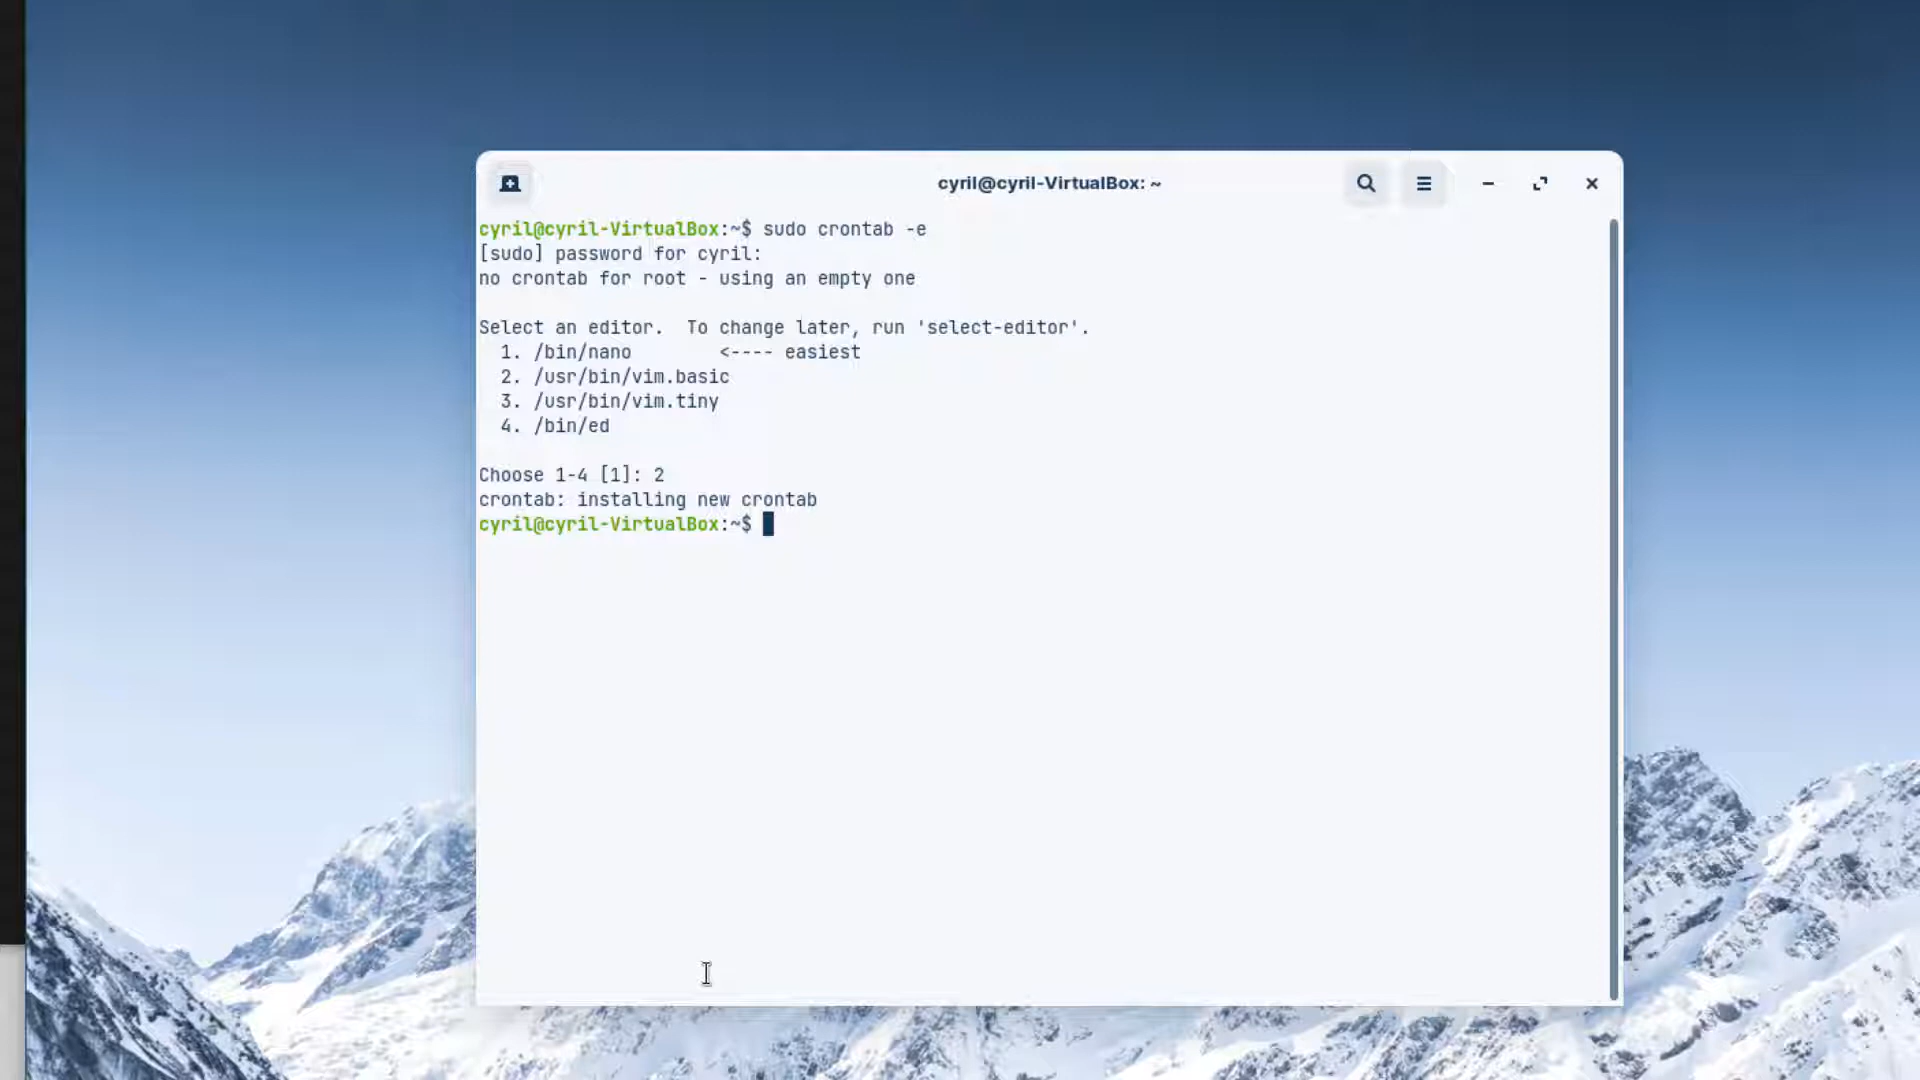 cyril@cyril-VirtualBox: ~
cyril@cyril-VirtualBox:~$ sudo crontab -e
[sudo] password for cyril:
no crontab for root - using an empty one
Select an editor.  To change later, run 'select-editor'.
  1. /bin/nano        <---- easiest
  2. /usr/bin/vim.basic
  3. /usr/bin/vim.tiny
  4. /bin/ed
Choose 1-4 [1]: 2
crontab: installing new crontab
cyril@cyril-VirtualBox:~$